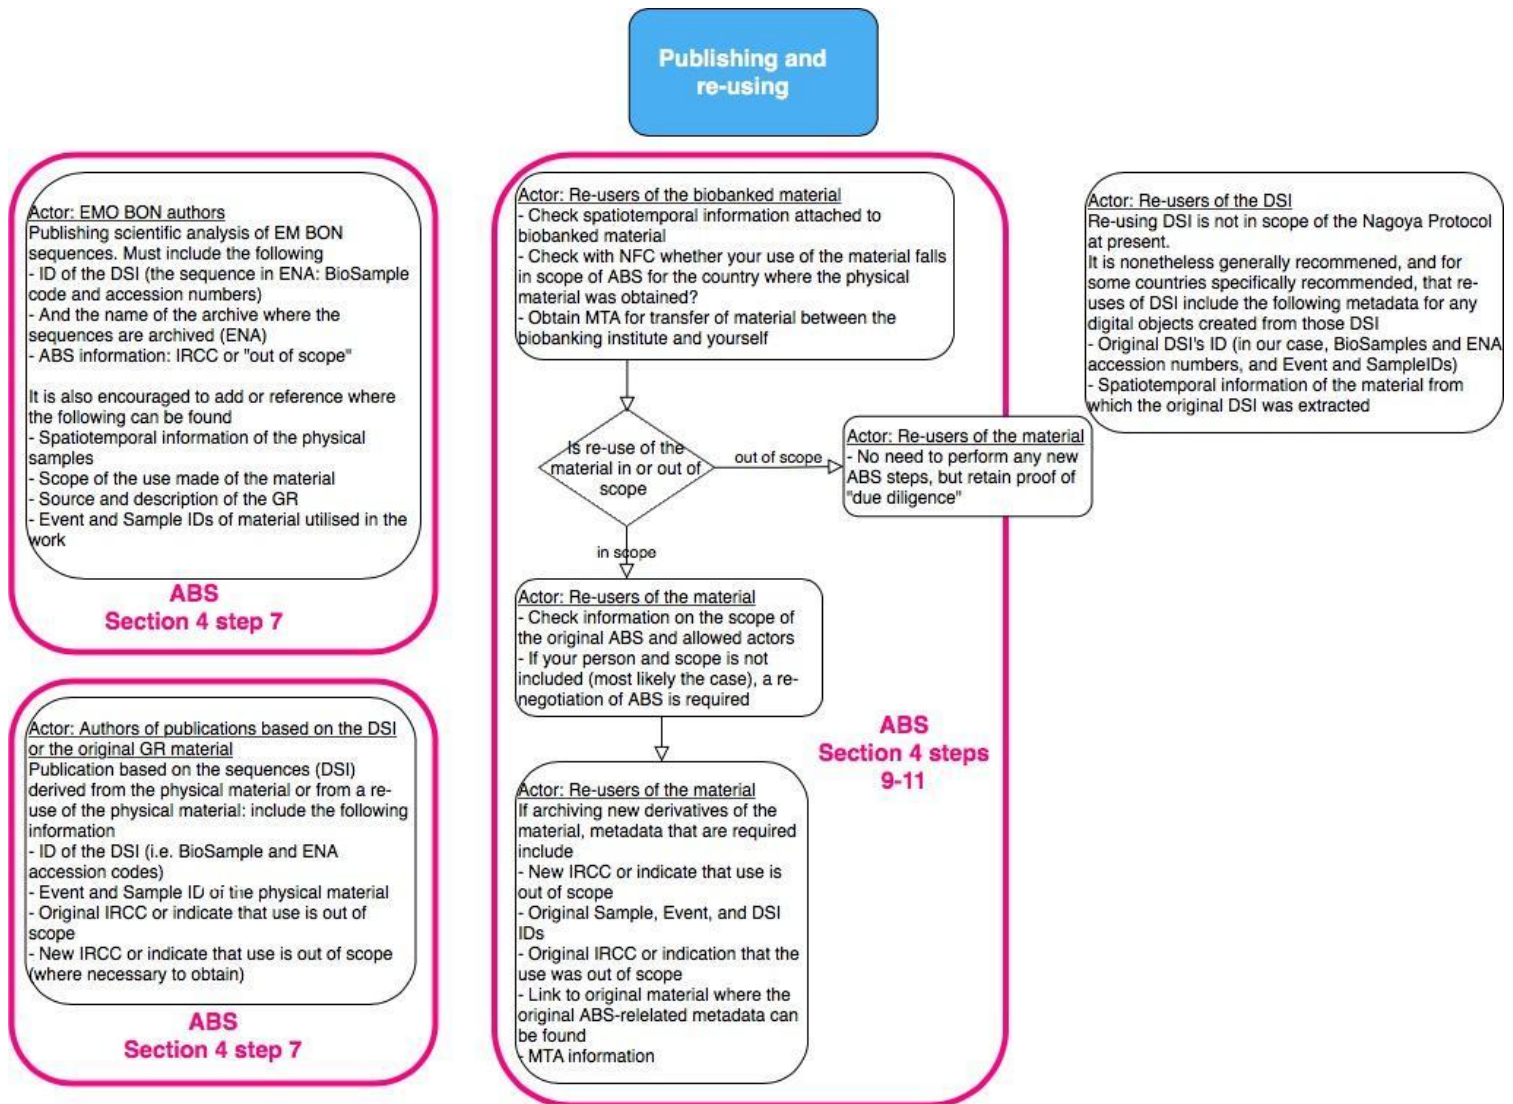 Publishing and
re-using
Actor: EMO BON authors
Publishing scientific analysis of EM BON
sequences. Must include the following
- ID of the DSI (the sequence in ENA: BioSample
code and accession numbers)
- And the name of the archive where the
sequences are archived (ENA)
- ABS information: IRCC or "out of scope"
It is also encouraged to add or reference where
the following can be found
- Spatiotemporal information of the physical
samples
- Scope of the use made of the material
- Source and description of the GR
- Event and Sample IDs of material utilised in the
work
ABS
Section 4 step 7
Actor: Authors of publications based on the DSI
or the original GR material
Publication based on the sequences (DSI)
derived from the physical material or from a re-
use of the physical material: include the following
information
- ID of the DSI (i.e. BioSample and ENA
accession codes)
- Event and Sample ID of the physical material
- Original IRCC or indicate that use is out of
scope
- New IRCC or indicate that use is out of scope
(where necessary to obtain)
ABS
Section 4 step 7
Actor: Re-users of the biobanked material
- Check spatiotemporal information attached to
biobanked material
- Check with NFC whether your use of the material falls
in scope of ABS for the country where the physical
material was obtained?
- Obtain MTA for transfer of material between the
biobanking institute and yourself
Is re-use of the
material in or out of
scope
out of scope
Actor: Re-users of the material
- No need to perform any new
ABS steps, but retain proof of
"due diligence"
in scope
Actor: Re-users of the material
- Check information on the scope of
the original ABS and allowed actors
- If your person and scope is not
included (most likely the case), a re-
negotiation of ABS is required
Actor: Re-users of the material
If archiving new derivatives of the
material, metadata that are required
include
- New IRCC or indicate that use is
out of scope
- Original Sample, Event, and DSI
IDs
- Original IRCC or indication that the
use was out of scope
- Link to original material where the
original ABS-relelated metadata can
be found
- MTA information
ABS
Section 4 steps
9-11
Actor: Re-users of the DSI
Re-using DSI is not in scope of the Nagoya Protocol
at present.
It is nonetheless generally recommened, and for
some countries specifically recommended, that re-
uses of DSI include the following metadata for any
digital objects created from those DSI
- Original DSI's ID (in our case, BioSamples and ENA
accession numbers, and Event and SampleIDs)
- Spatiotemporal information of the material from
which the original DSI was extracted